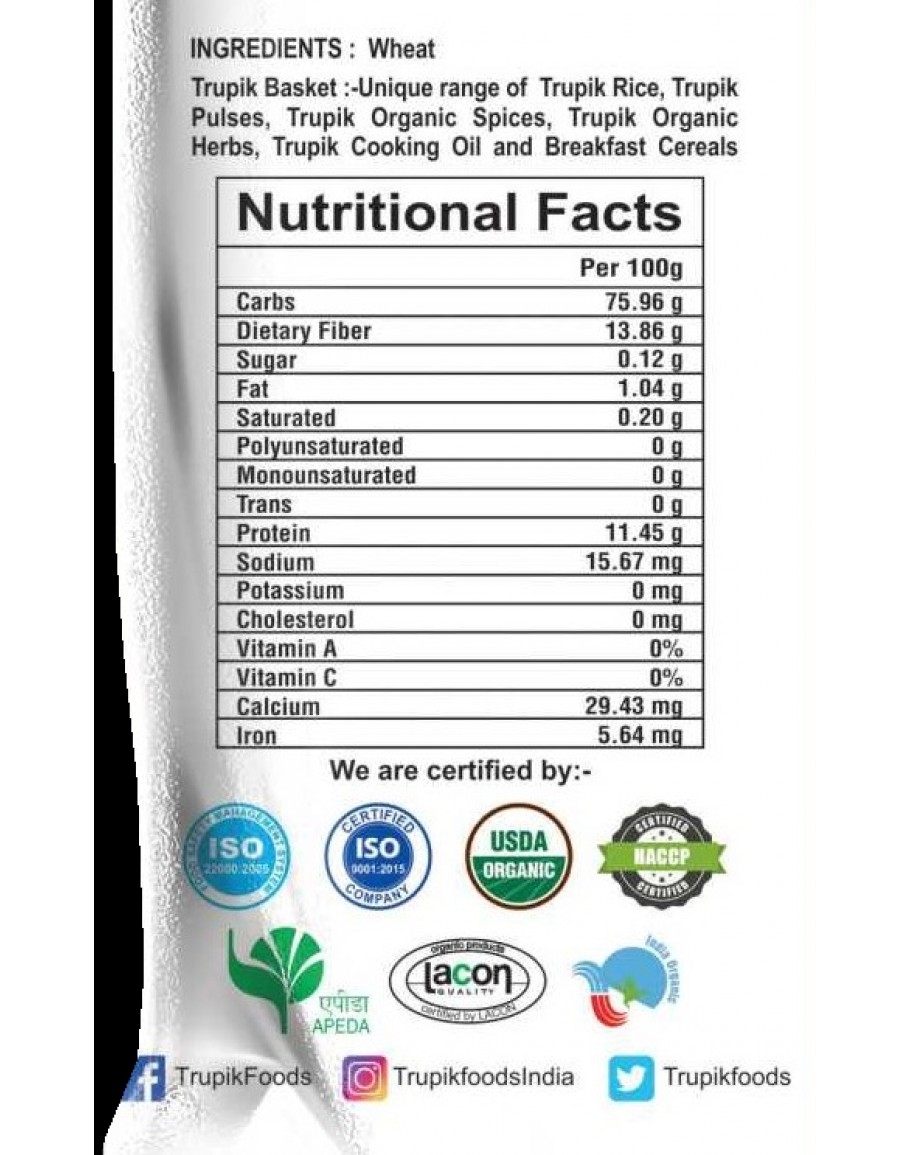 INGREDIENTS : Wheat
Trupik Basket :-Unique range of Trupik Rice, Trupik
Pulses, Trupik Organic Spices, Trupik Organic
Herbs, Trupik Cooking Oil and Breakfast Cereals
Nutritional Facts
Per 100g
Carbs 75.96 g
Dietary Fiber 13.86 g
Sugar 0.12 g
Fat 1.04 g
Saturated 0.20 g
Polyunsaturated 0 g
Monounsaturated 0 g
Trans 0 g
Protein 11.45 g
Sodium 15.67 mg
Potassium 0 mg
Cholesterol 0 mg
Vitamin A 0%
Vitamin C 0%
Calcium 29.43 mg
Iron 5.64 mg
We are certified by:-
FOOD SAFETY MANAGEMENT SYSTEM
ISO
22000:2005
CERTIFIED
ISO
9001:2015
COMPANY
USDA
ORGANIC
CERTIFIED
HACCP
CERTIFIED
एपीडा
APEDA
organic products
lacon
QUALITY
certified by LACON
India Organic
TrupikFoods TrupikfoodsIndia Trupikfoods